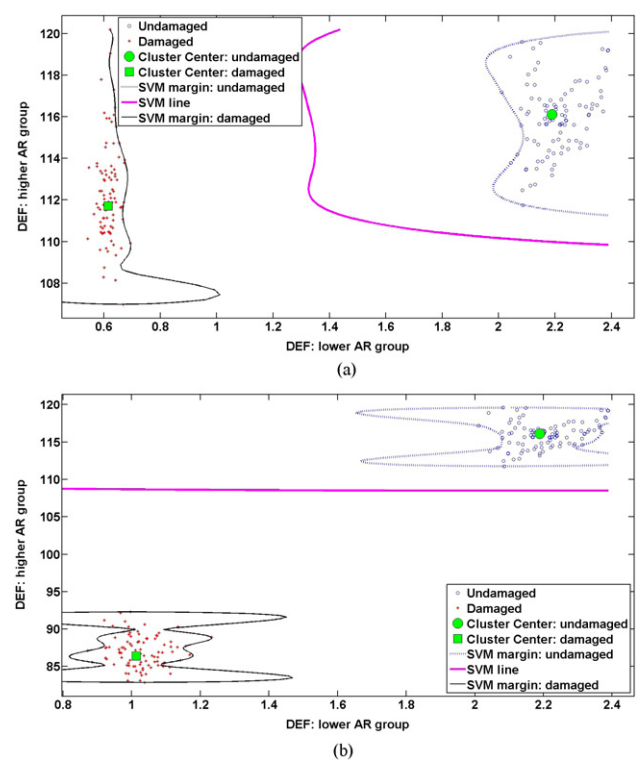 120
118
116
114
112
110
108
DEF: higher AR group
Undamaged
Damaged
Cluster Center: undamaged
Cluster Center: damaged
SVM margin: undamaged
SVM line
SVM margin: damaged
0.6 0.8 1 1.2 1.4 1.6 1.8 2 2.2 2.4
DEF: lower AR group
(a)
120
115
110
105
100
95
90
85
DEF: higher AR group
Undamaged
Damaged
Cluster Center: undamaged
Cluster Center: damaged
SVM margin: undamaged
SVM line
SVM margin: damaged
0.8 1 1.2 1.4 1.6 1.8 2 2.2 2.4
DEF: lower AR group
(b)